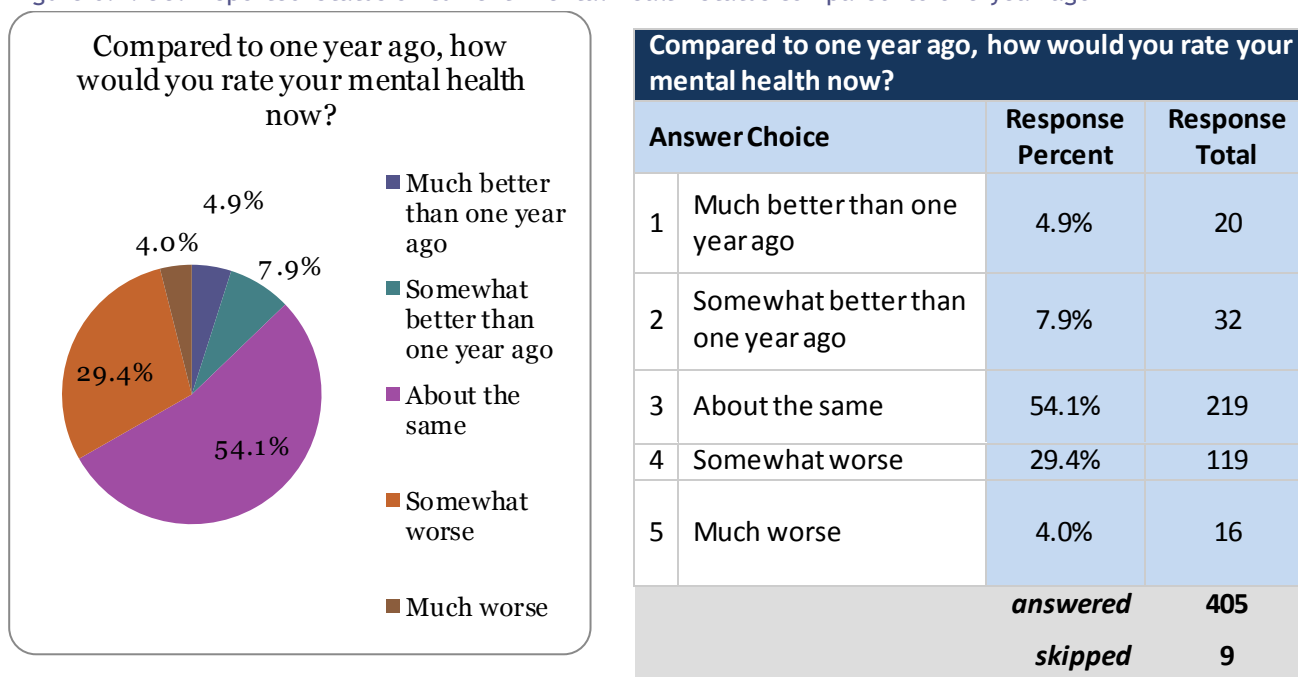 Compared to one year ago, how
would you rate your mental health
now?
4.9%
4.0%
7.9%
29.4%
54.1%
Much better
than one year
ago
Somewhat
better than
one year ago
About the
same
Somewhat
worse
Much worse
Compared to one year ago, how would you rate your
mental health now?
Answer Choice Response Percent Response Total
1 Much better than one year ago 4.9% 20
2 Somewhat better than one year ago 7.9% 32
3 About the same 54.1% 219
4 Somewhat worse 29.4% 119
5 Much worse 4.0% 16
answered 405
skipped 9